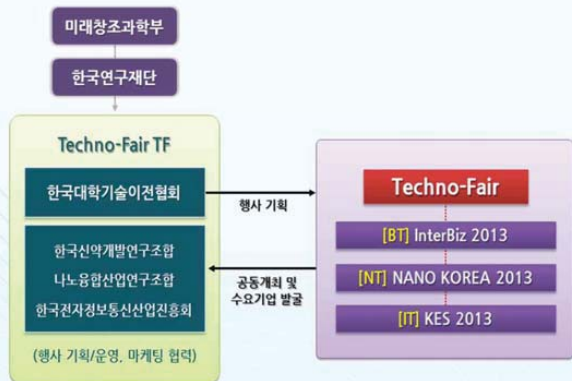 미래창조과학부
한국연구재단
Techno-Fair TF
한국대학기술이전협회
한국신약개발연구조합
나노융합산업연구조합
한국전자정보통신산업진흥회
(행사 기획/운영, 마케팅 협력)
행사 기획
공동개최 및
수요기업 발굴
Techno-Fair
[BT] InterBiz 2013
[NT] NANO KOREA 2013
[IT] KES 2013